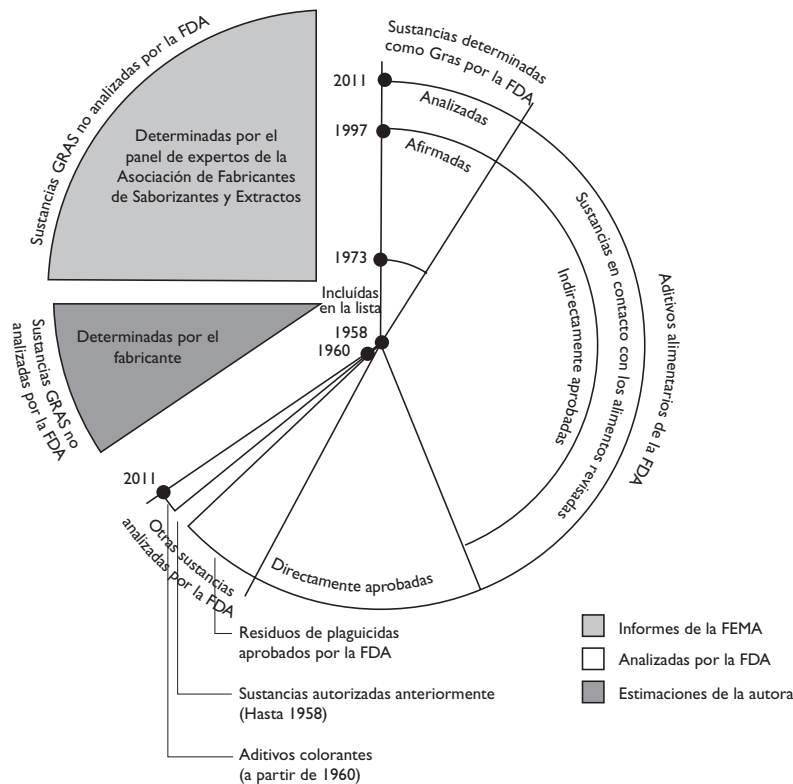 Sustancias GRAS no analizadas por la FDA
Determinadas por el
panel de expertos de la
Asociación de Fabricantes
de Saborizantes y Extractos
Sustancias determinadas
como Gras por la FDA
2011
Analizadas
1997
Afirmadas
1973
Incluídas
en la lista
1958
1960
Sustancias GRAS no
analizadas por la FDA
Determinadas por el
fabricante
Indirectamente aprobadas
Sustancias en contacto con los alimentos revisadas
Aditivos alimentarios de la FDA
2011
Otras sustancias
analizadas por la FDA
Directamente aprobadas
Residuos de plaguicidas
aprobados por la FDA
Sustancias autorizadas anteriormente
(Hasta 1958)
Aditivos colorantes
(a partir de 1960)
Informes de la FEMA
Analizadas por la FDA
Estimaciones de la autora